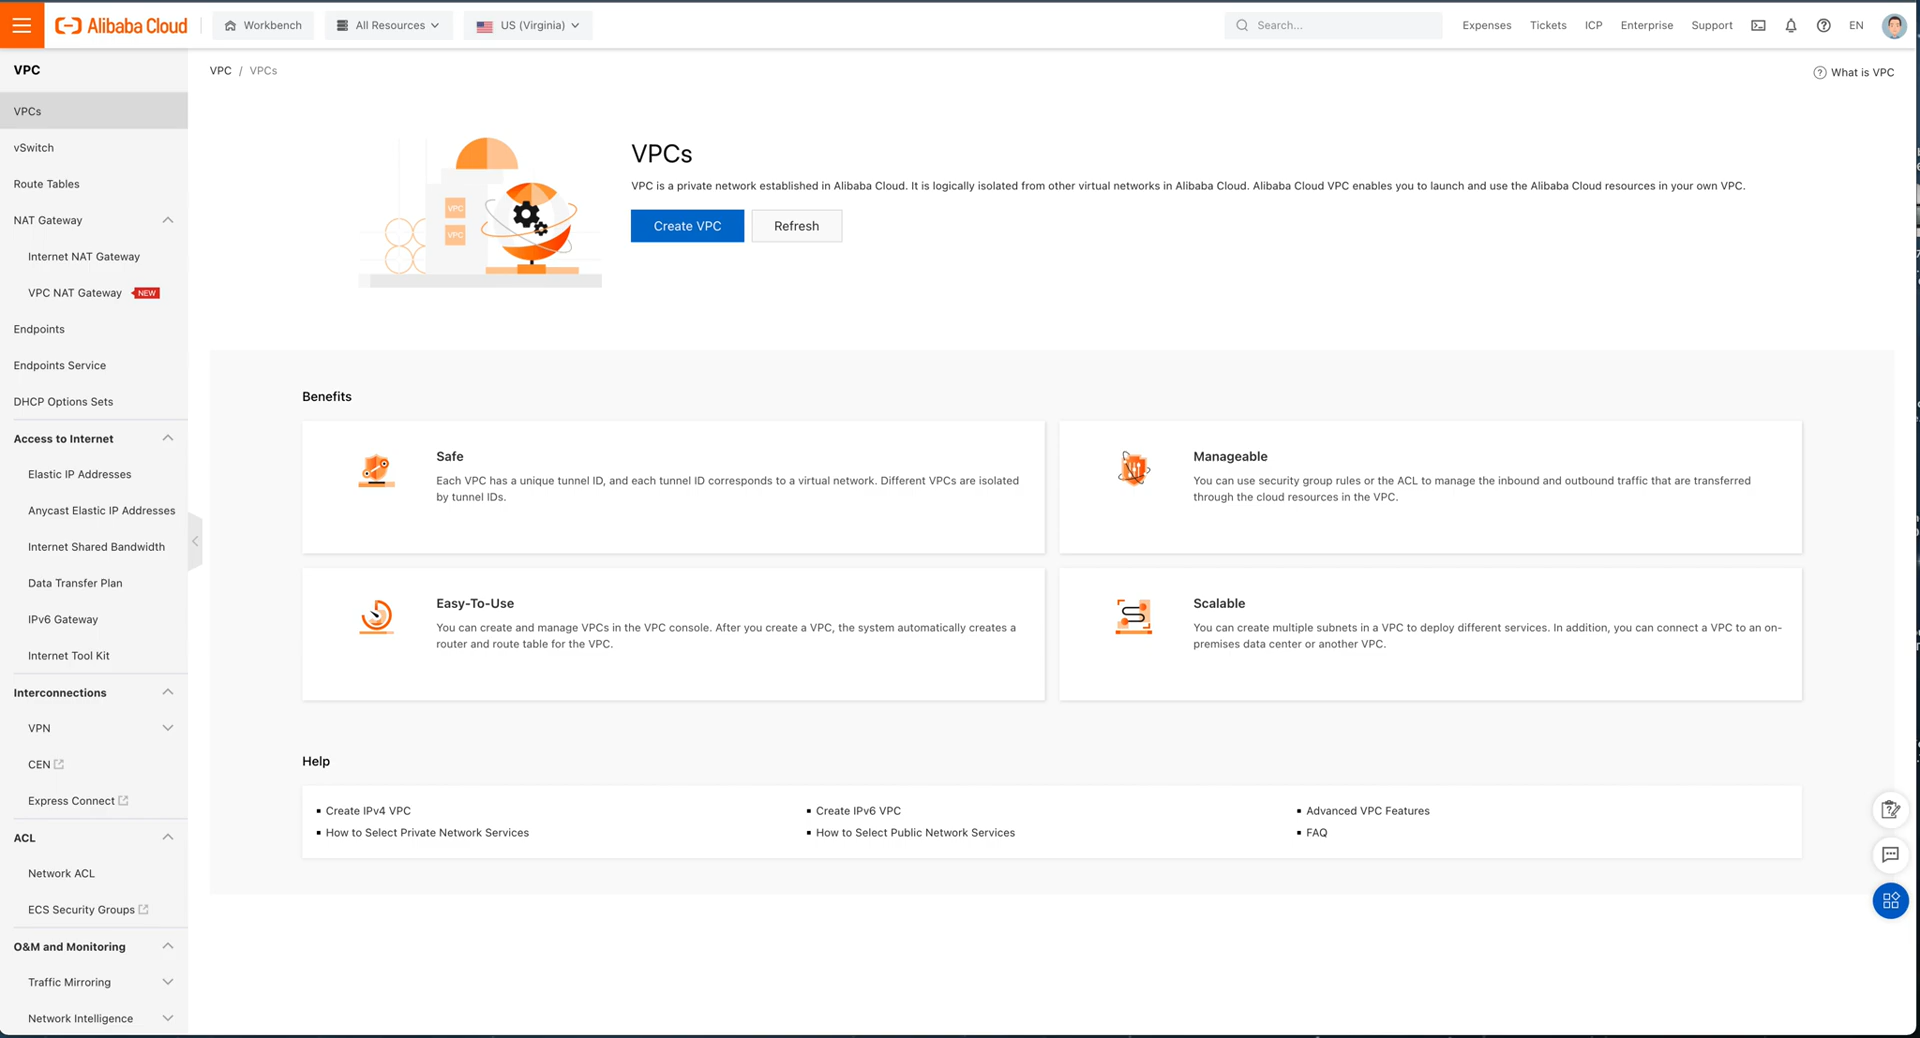 Alibaba Cloud
Workbench
All Resources
US (Virginia)
Search...
Expenses
Tickets
ICP
Enterprise
Support
EN
VPC
VPCs
vSwitch
Route Tables
NAT Gateway
Internet NAT Gateway
VPC NAT Gateway NEW
Endpoints
Endpoints Service
DHCP Options Sets
Access to Internet
Elastic IP Addresses
Anycast Elastic IP Addresses
Internet Shared Bandwidth
Data Transfer Plan
IPv6 Gateway
Internet Tool Kit
Interconnections
VPN
CEN
Express Connect
ACL
Network ACL
ECS Security Groups
O&M and Monitoring
Traffic Mirroring
Network Intelligence
VPC / VPCs
What is VPC
VPC
VPC
VPCs
VPC is a private network established in Alibaba Cloud. It is logically isolated from other virtual networks in Alibaba Cloud. Alibaba Cloud VPC enables you to launch and use the Alibaba Cloud resources in your own VPC.
Create VPC
Refresh
Benefits
Safe
Each VPC has a unique tunnel ID, and each tunnel ID corresponds to a virtual network. Different VPCs are isolated
by tunnel IDs.
Manageable
You can use security group rules or the ACL to manage the inbound and outbound traffic that are transferred
through the cloud resources in the VPC.
Easy-To-Use
You can create and manage VPCs in the VPC console. After you create a VPC, the system automatically creates a
router and route table for the VPC.
Scalable
You can create multiple subnets in a VPC to deploy different services. In addition, you can connect a VPC to an on-
premises data center or another VPC.
Help
Create IPv4 VPC
Create IPv6 VPC
Advanced VPC Features
How to Select Private Network Services
How to Select Public Network Services
FAQ